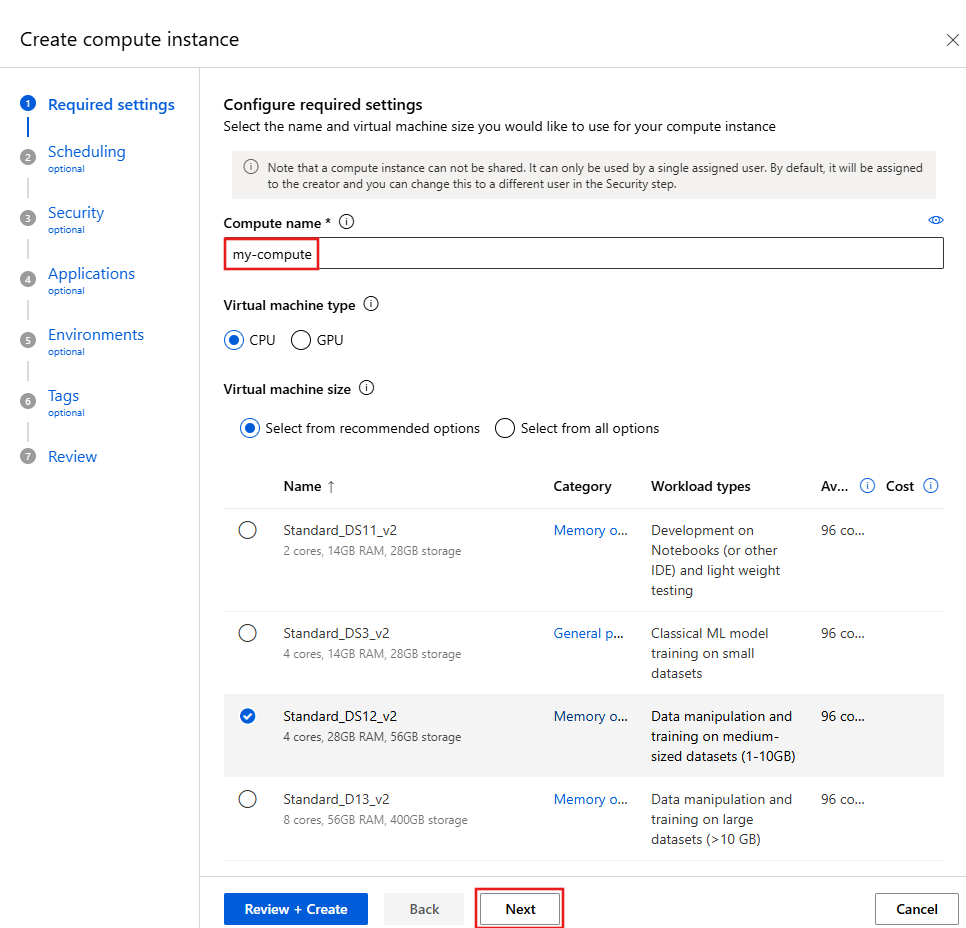 Create compute instance
1 Required settings
2 Scheduling
optional
3 Security
optional
4 Applications
optional
5 Environments
optional
6 Tags
optional
7 Review
Configure required settings
Select the name and virtual machine size you would like to use for your compute instance
Note that a compute instance can not be shared. It can only be used by a single assigned user. By default, it will be assigned
to the creator and you can change this to a different user in the Security step.
Compute name *
my-compute
Virtual machine type
CPU GPU
Virtual machine size
Select from recommended options Select from all options
Name ↑ Category Workload types Av... Cost
Standard_DS11_v2 Memory o... Development on 96 co...
2 cores, 14GB RAM, 28GB storage Notebooks (or other
IDE) and light weight
testing
Standard_DS3_v2 General p... Classical ML model 96 co...
4 cores, 14GB RAM, 28GB storage training on small
datasets
Standard_DS12_v2 Memory o... Data manipulation and 96 co...
4 cores, 28GB RAM, 56GB storage training on medium-
sized datasets (1-10GB)
Standard_D13_v2 Memory o... Data manipulation and 96 co...
8 cores, 56GB RAM, 400GB storage training on large
datasets (>10 GB)
Review + Create Back Next Cancel